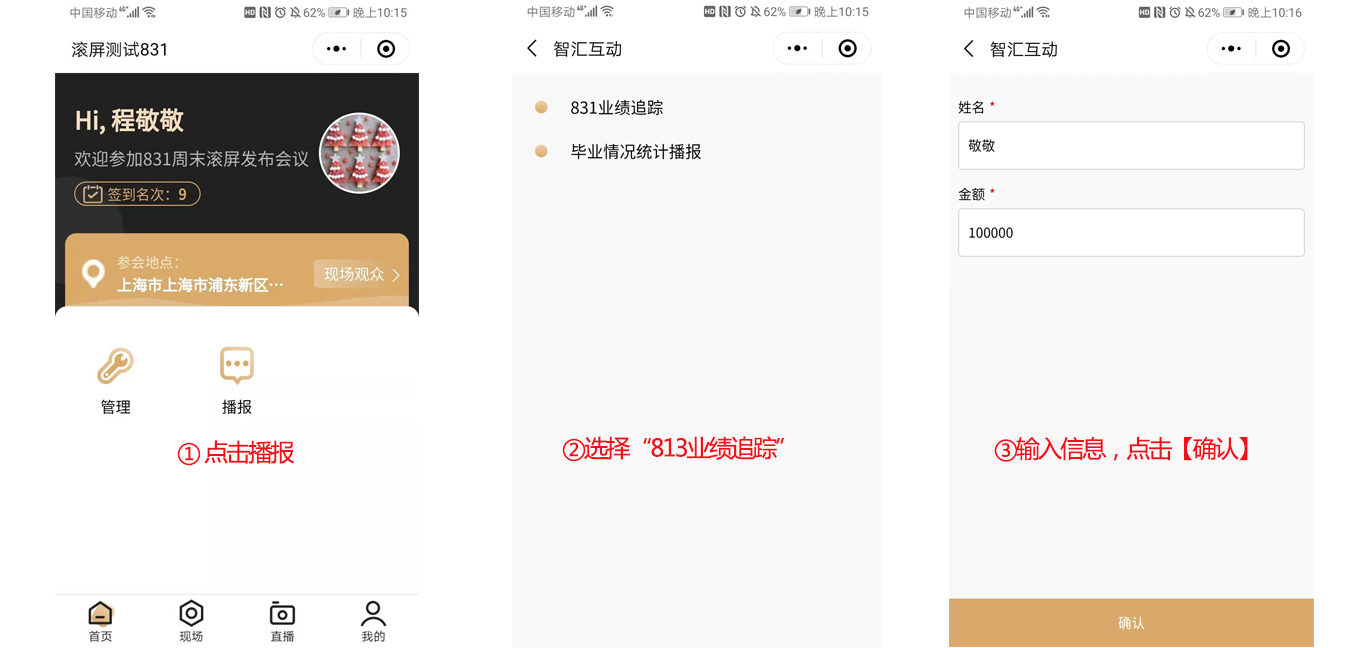 中国移动 4G HD 62% 晚上10:15
滚屏测试831
Hi, 程敬敬
欢迎参加831周末滚屏发布会议
签到名次：9
参会地点：
上海市上海市浦东新区…
现场观众
管理
播报
①点击播报
首页
现场
直播
我的
中国移动 4G HD 62% 晚上10:15
智汇互动
831业绩追踪
毕业情况统计播报
②选择“813业绩追踪”
中国移动 4G HD 62% 晚上10:16
智汇互动
姓名 *
敬敬
金额 *
100000
③输入信息，点击【确认】
确认